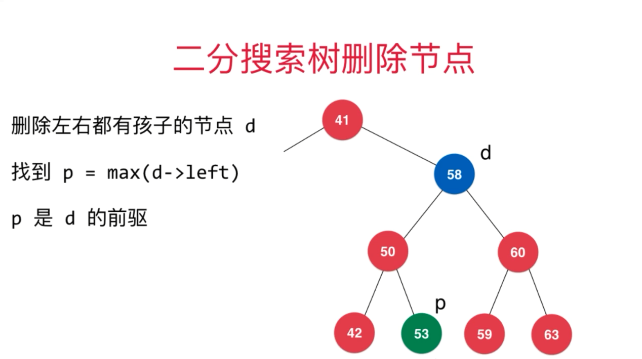 二分搜索树删除节点
删除左右都有孩子的节点 d
找到 p = max(d->left)
p 是 d 的前驱
41
d
58
50
60
p
42
53
59
63